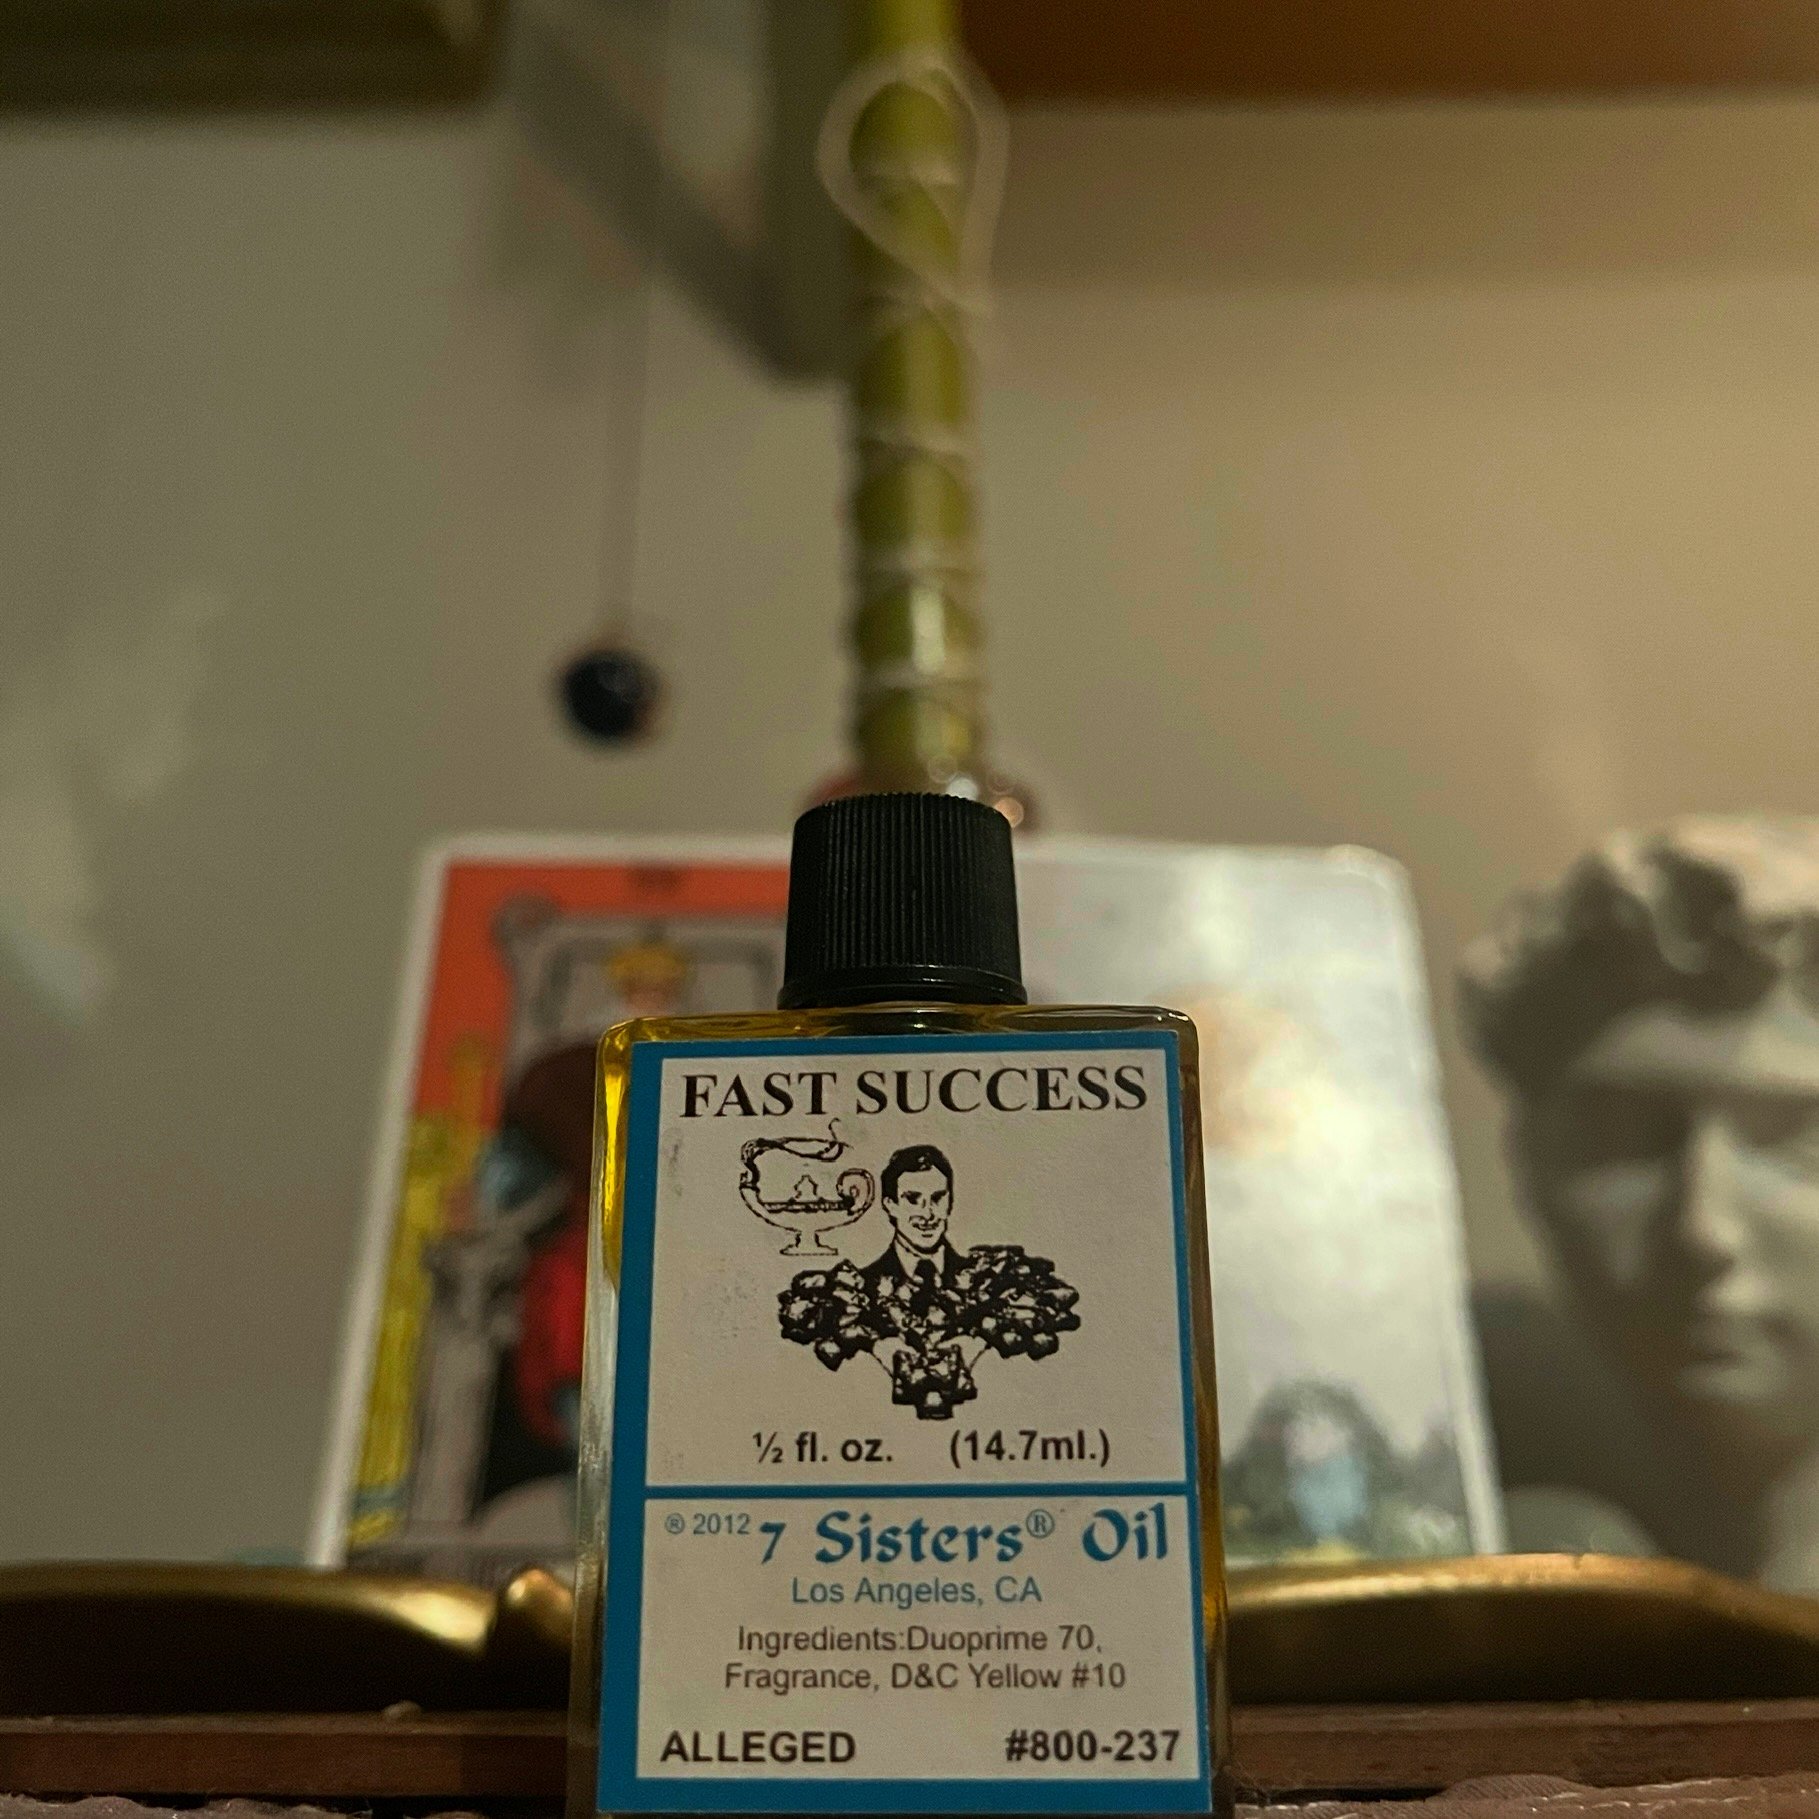 FAST SUCCESS
½ fl. oz. (14.7ml.)
® 2012 7 Sisters® Oil
Los Angeles, CA
Ingredients:Duoprime 70,
Fragrance, D&C Yellow #10
ALLEGED #800-237